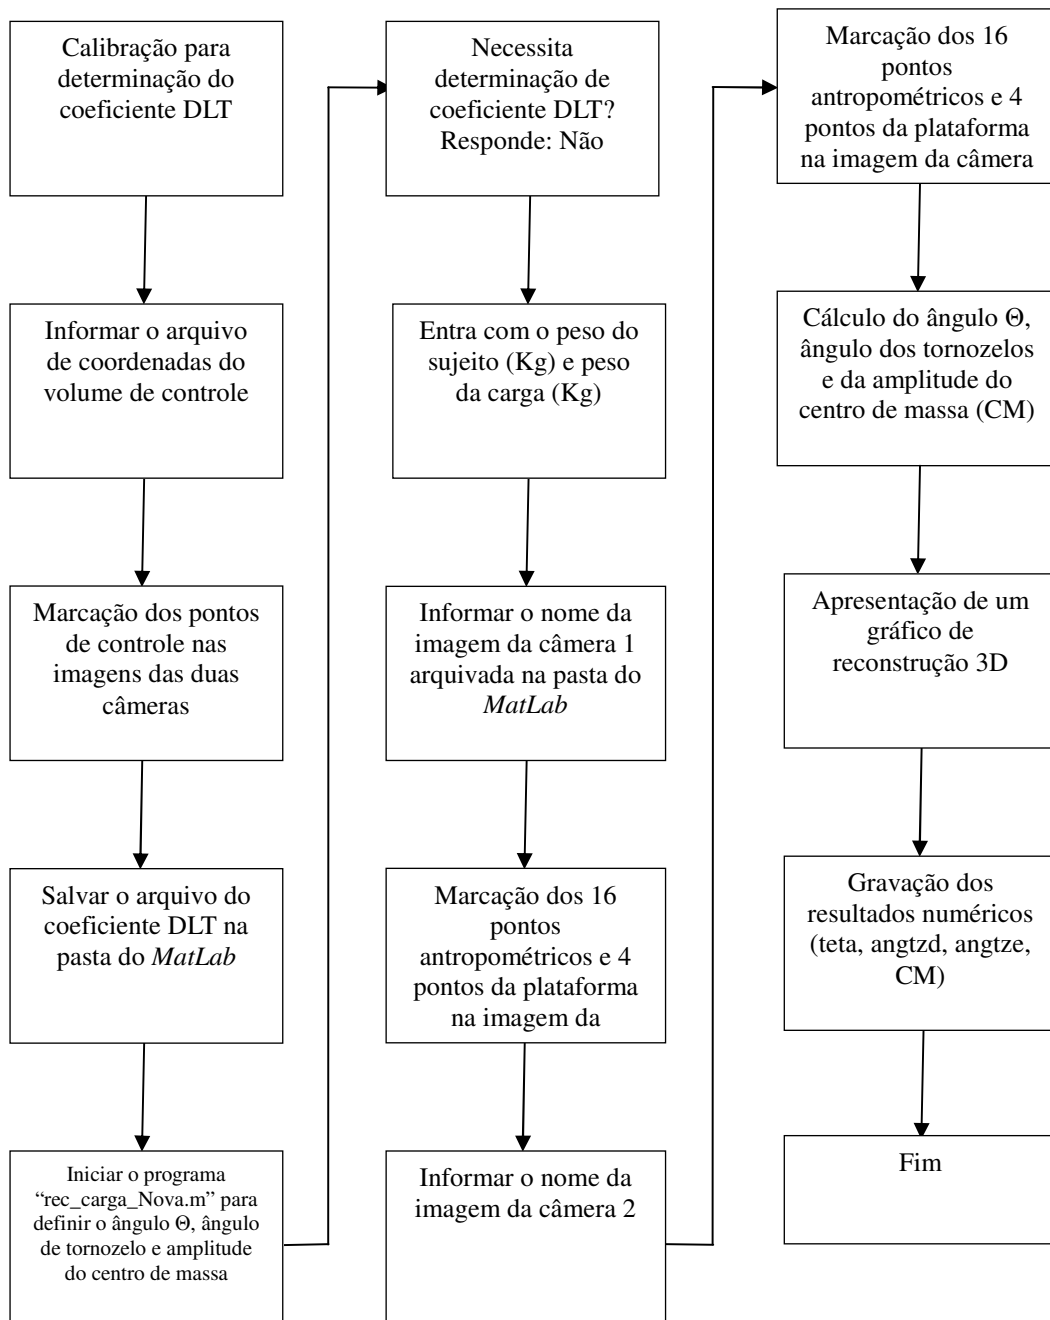 Calibração para
determinação do
coeficiente DLT
Informar o arquivo
de coordenadas do
volume de controle
Marcação dos pontos
de controle nas
imagens das duas
câmeras
Salvar o arquivo do
coeficiente DLT na
pasta do MatLab
Iniciar o programa
“rec_carga_Nova.m” para
definir o ângulo Θ, ângulo
de tornozelo e amplitude
do centro de massa
Necessita
determinação de
coeficiente DLT?
Responde: Não
Entra com o peso do
sujeito (Kg) e peso
da carga (Kg)
Informar o nome da
imagem da câmera 1
arquivada na pasta do
MatLab
Marcação dos 16
pontos
antropométricos e 4
pontos da plataforma
na imagem da
Informar o nome da
imagem da câmera 2
Marcação dos 16
pontos
antropométricos e 4
pontos da plataforma
na imagem da câmera
Cálculo do ângulo Θ,
ângulo dos tornozelos
e da amplitude do
centro de massa (CM)
Apresentação de um
gráfico de
reconstrução 3D
Gravação dos
resultados numéricos
(teta, angtzd, angtze,
CM)
Fim